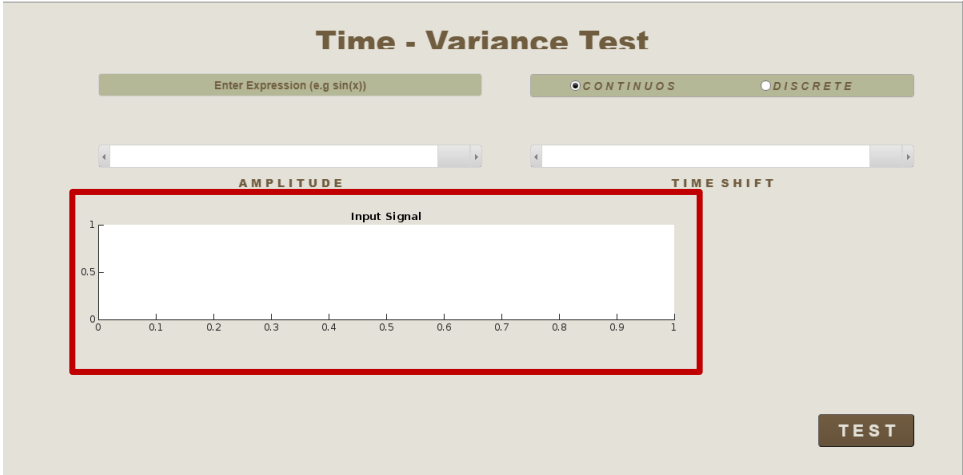 Time - Variance Test
Enter Expression (e.g sin(x))
CONTINUOS DISCRETE
AMPLITUDE TIME SHIFT
Input Signal
1
0.5
0
0 0.1 0.2 0.3 0.4 0.5 0.6 0.7 0.8 0.9 1
TEST